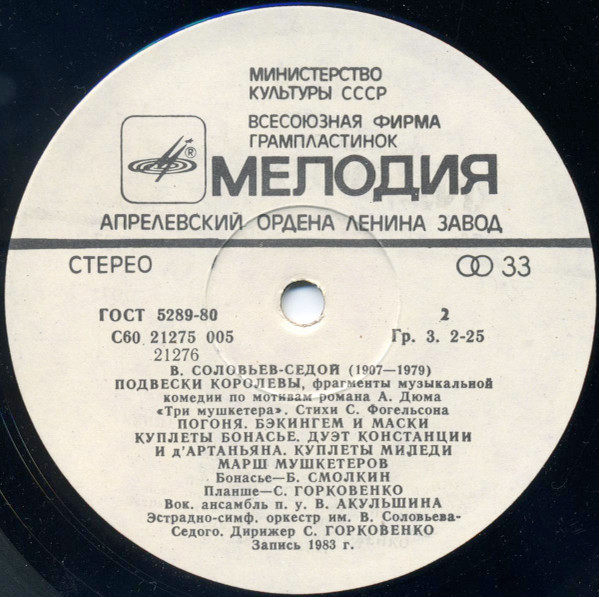 МИНИСТЕРСТВО
КУЛЬТУРЫ СССР
ВСЕСОЮЗНАЯ ФИРМА
ГРАМПЛАСТИНОК
®
МЕЛОДИЯ
АПРЕЛЕВСКИЙ ОРДЕНА ЛЕНИНА ЗАВОД
СТЕРЕО 33
ГОСТ 5289-80 2
С60 21275 005 Гр. 3. 2-25
21276
В. СОЛОВЬЕВ-СЕДОЙ (1907—1979)
ПОДВЕСКИ КОРОЛЕВЫ, фрагменты музыкальной
комедии по мотивам романа А. Дюма
«Три мушкетера». Стихи С. Фогельсона
ПОГОНЯ. БЭКИНГЕМ И МАСКИ
КУПЛЕТЫ БОНАСЬЕ. ДУЭТ КОНСТАНЦИИ
И д'АРТАНЬЯНА. КУПЛЕТЫ МИЛЕДИ
МАРШ МУШКЕТЕРОВ
Бонасье—Б. СМОЛКИН
Планше—С. ГОРКОВЕНКО
Вок. ансамбль п. у. В. АКУЛЬШИНА
Эстрадно-симф. оркестр им. В. Соловьева-
Седого. Дирижер С. ГОРКОВЕНКО
Запись 1983 г.